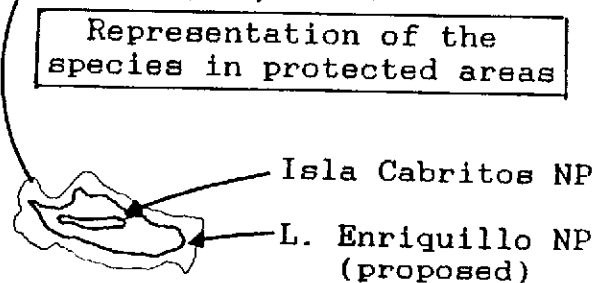 Representation of the
species in protected areas
Isla Cabritos NP
L. Enriquillo NP
(proposed)